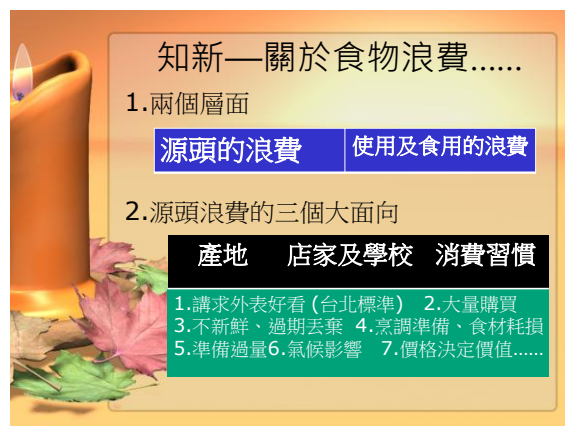 知新—關於食物浪費……
1.兩個層面
源頭的浪費 使用及食用的浪費
2.源頭浪費的三個大面向
產地 店家及學校 消費習慣
1.講求外表好看 (台北標準) 2.大量購買
3.不新鮮、過期丟棄 4.烹調準備、食材耗損
5.準備過量6.氣候影響 7.價格決定價值……